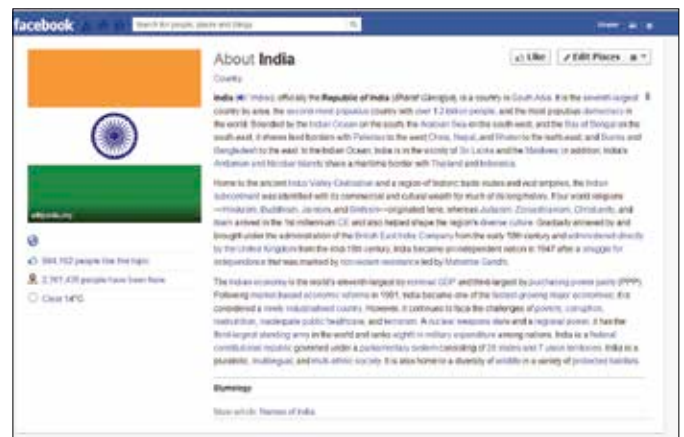 facebook
Search for people, places and things
Home
About India
Like
Edit Places
Country
India (Hindi), officially the Republic of India (Bharat Ganrajya), is a country in South Asia. It is the seventh-largest
country by area, the second-most populous country with over 1.2 billion people, and the most populous democracy in
the world. Bounded by the Indian Ocean on the south, the Arabian Sea on the south-west, and the Bay of Bengal on the
south-east, it shares land borders with Pakistan to the west; China, Nepal, and Bhutan to the north-east; and Burma and
Bangladesh to the east. In the Indian Ocean, India is in the vicinity of Sri Lanka and the Maldives; in addition, India's
Andaman and Nicobar Islands share a maritime border with Thailand and Indonesia.
Home to the ancient Indus Valley Civilisation and a region of historic trade routes and vast empires, the Indian
subcontinent was identified with its commercial and cultural wealth for much of its long history. Four world religions
—Hinduism, Buddhism, Jainism, and Sikhism—originated here, whereas Judaism, Zoroastrianism, Christianity, and
Islam arrived in the 1st millennium CE and also helped shape the region's diverse culture. Gradually annexed by and
brought under the administration of the British East India Company from the early 18th century and administered directly
by the United Kingdom from the mid-19th century, India became an independent nation in 1947 after a struggle for
independence that was marked by non-violent resistance led by Mahatma Gandhi.
The Indian economy is the world's eleventh-largest by nominal GDP and third-largest by purchasing power parity (PPP).
Following market-based economic reforms in 1991, India became one of the fastest-growing major economies; it is
considered a newly industrialised country. However, it continues to face the challenges of poverty, corruption,
malnutrition, inadequate public healthcare, and terrorism. A nuclear weapons state and a regional power, it has the
third-largest standing army in the world and ranks eighth in military expenditure among nations. India is a federal
constitutional republic governed under a parliamentary system consisting of 28 states and 7 union territories. India is a
pluralistic, multilingual, and multi-ethnic society. It is also home to a diversity of wildlife in a variety of protected habitats.
Etymology
More article: Names of India
wikipedia.org
people like this topic
people have been here
Clear 14°C